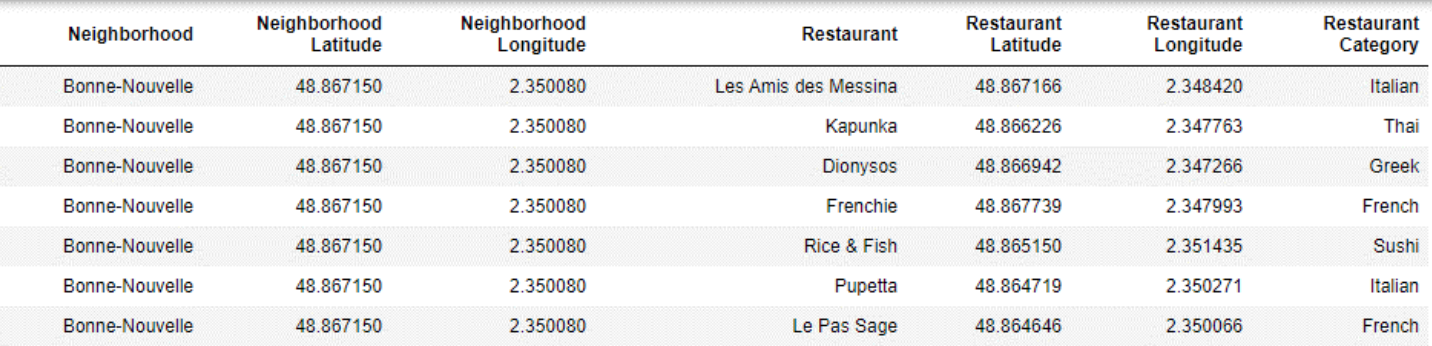 Neighborhood Neighborhood Latitude Neighborhood Longitude Restaurant Restaurant Latitude Restaurant Longitude Restaurant Category
Bonne-Nouvelle 48.867150 2.350080 Les Amis des Messina 48.867166 2.348420 Italian
Bonne-Nouvelle 48.867150 2.350080 Kapunka 48.866226 2.347763 Thai
Bonne-Nouvelle 48.867150 2.350080 Dionysos 48.866942 2.347266 Greek
Bonne-Nouvelle 48.867150 2.350080 Frenchie 48.867739 2.347993 French
Bonne-Nouvelle 48.867150 2.350080 Rice & Fish 48.865150 2.351435 Sushi
Bonne-Nouvelle 48.867150 2.350080 Pupetta 48.864719 2.350271 Italian
Bonne-Nouvelle 48.867150 2.350080 Le Pas Sage 48.864646 2.350066 French